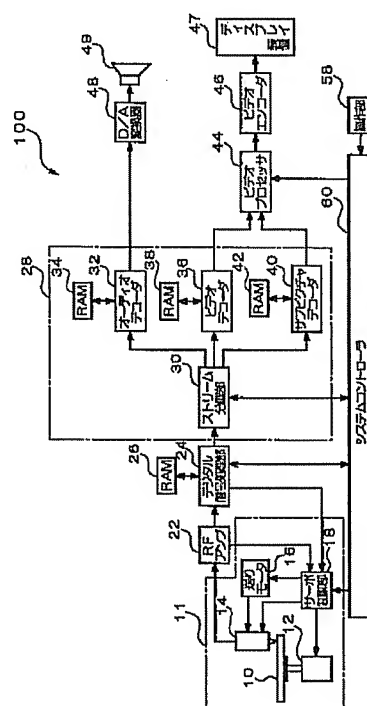 100
28
34
RAM
32
オーディオ
デコーダ
48
D/A
変換器
49
38
RAM
36
ビデオ
デコーダ
44
ビデオ
プロセッサ
46
ビデオ
エンコーダ
47
ディスプレイ
装置
42
RAM
40
サブピクチャ
デコーダ
30
ストリーム
分離部
26
RAM
24
デジタル
信号処理部
22
RF
アンプ
11
14
16
送り
モータ
18
サーボ
制御部
10
12
58
操作部
60
システムコントローラ